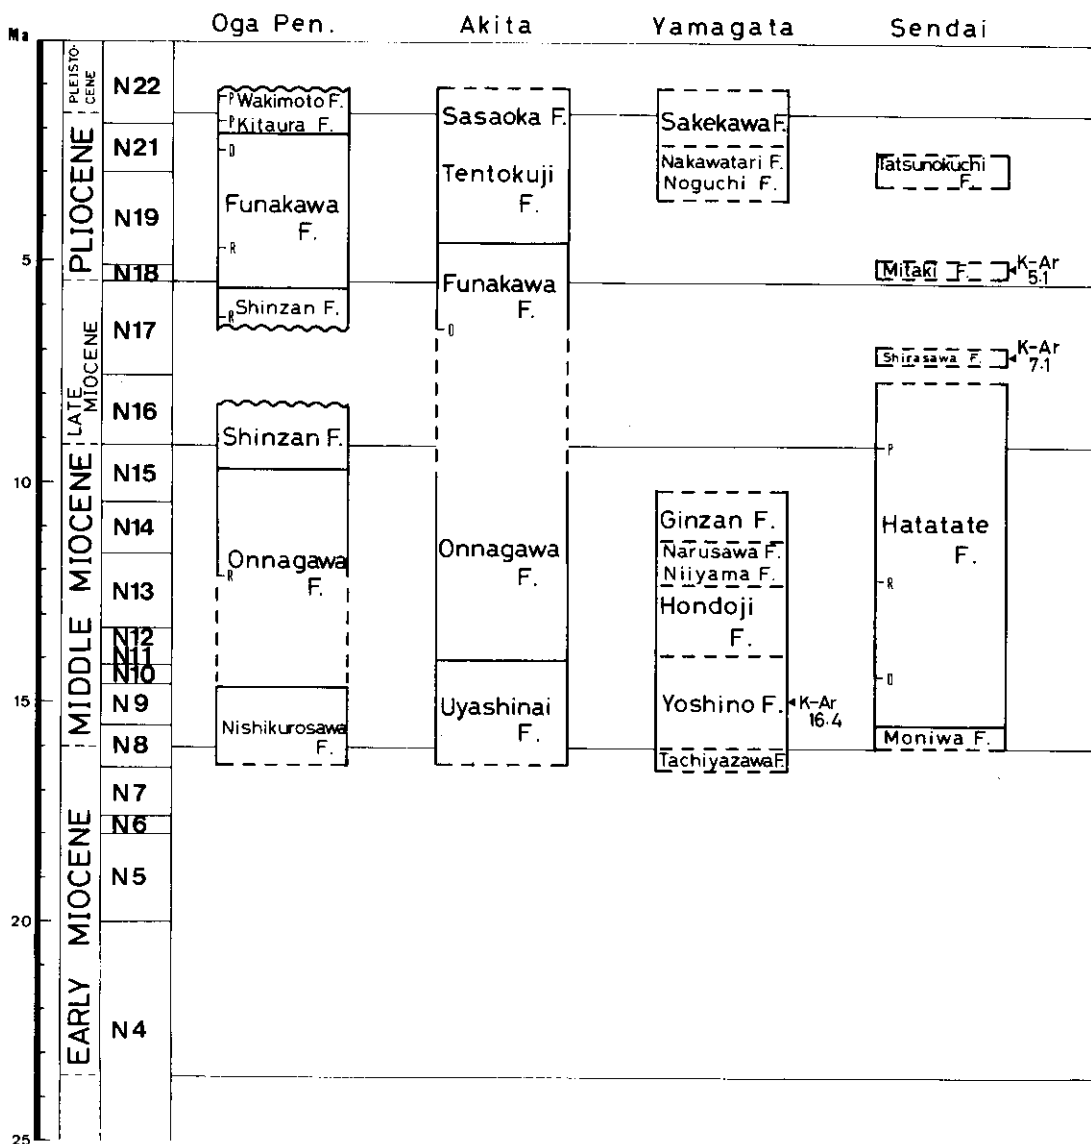 Oga Pen. Akita Yamagata Sendai
Ma
5
10
15
20
25
PLEISTO-
CENE
PLIOCENE
LATE
MIOCENE
MIDDLE MIOCENE
EARLY MIOCENE
N22
N21
N19
N18
N17
N16
N15
N14
N13
N12
N11
N10
N9
N8
N7
N6
N5
N4
P Wakimoto F.
P Kitaura F.
D
Funakawa
F.
R
Shinzan F.
R
Shinzan F.
Onnagawa
R
F.
Nishikurosawa
F.
Sasaoka F.
Tentokuji
F.
Funakawa
F.
D
Onnagawa
F.
Uyashinai
F.
Sakekawa F.
Nakawatari F.
Noguchi F.
Ginzan F.
Narusawa F.
Niiyama F.
Hondoji
F.
Yoshino F.
K-Ar
16.4
Tachiyazawa F.
Tatsunokuchi
F.
Mitaki F.
K-Ar
5.1
Shirasawa F.
K-Ar
7.1
P
Hatatate
F.
R
D
Moniwa F.